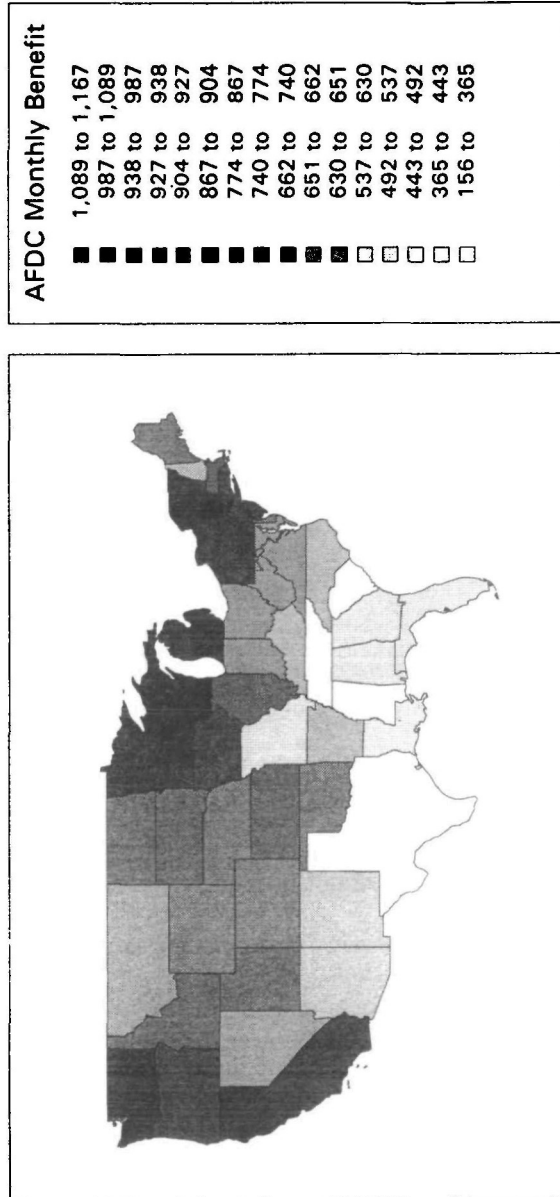 AFDC Monthly Benefit
1,089 to 1,167
987 to 1,089
938 to 987
927 to 938
904 to 927
867 to 904
774 to 867
740 to 774
662 to 740
651 to 662
630 to 651
537 to 630
492 to 537
443 to 492
365 to 443
156 to 365